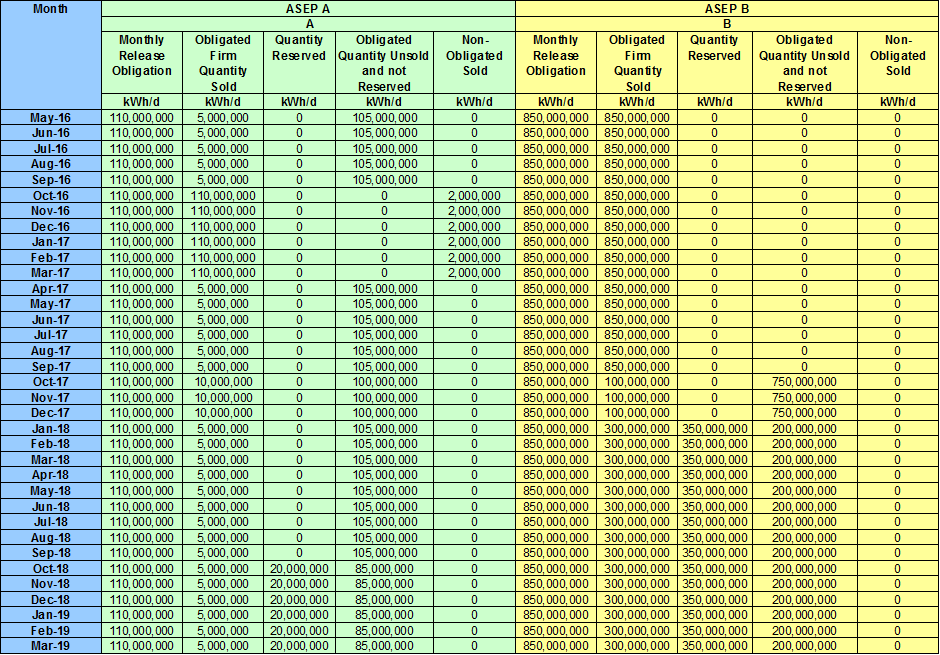 Month ASEP A ASEP B
A B
Monthly Release Obligation Obligated Firm Quantity Sold Quantity Reserved Obligated Quantity Unsold and not Reserved Non-Obligated Sold Monthly Release Obligation Obligated Firm Quantity Sold Quantity Reserved Obligated Quantity Unsold and not Reserved Non-Obligated Sold
kWh/d kWh/d kWh/d kWh/d kWh/d kWh/d kWh/d kWh/d kWh/d kWh/d
May-16 110,000,000 5,000,000 0 105,000,000 0 850,000,000 850,000,000 0 0 0
Jun-16 110,000,000 5,000,000 0 105,000,000 0 850,000,000 850,000,000 0 0 0
Jul-16 110,000,000 5,000,000 0 105,000,000 0 850,000,000 850,000,000 0 0 0
Aug-16 110,000,000 5,000,000 0 105,000,000 0 850,000,000 850,000,000 0 0 0
Sep-16 110,000,000 5,000,000 0 105,000,000 0 850,000,000 850,000,000 0 0 0
Oct-16 110,000,000 110,000,000 0 0 2,000,000 850,000,000 850,000,000 0 0 0
Nov-16 110,000,000 110,000,000 0 0 2,000,000 850,000,000 850,000,000 0 0 0
Dec-16 110,000,000 110,000,000 0 0 2,000,000 850,000,000 850,000,000 0 0 0
Jan-17 110,000,000 110,000,000 0 0 2,000,000 850,000,000 850,000,000 0 0 0
Feb-17 110,000,000 110,000,000 0 0 2,000,000 850,000,000 850,000,000 0 0 0
Mar-17 110,000,000 110,000,000 0 0 2,000,000 850,000,000 850,000,000 0 0 0
Apr-17 110,000,000 5,000,000 0 105,000,000 0 850,000,000 850,000,000 0 0 0
May-17 110,000,000 5,000,000 0 105,000,000 0 850,000,000 850,000,000 0 0 0
Jun-17 110,000,000 5,000,000 0 105,000,000 0 850,000,000 850,000,000 0 0 0
Jul-17 110,000,000 5,000,000 0 105,000,000 0 850,000,000 850,000,000 0 0 0
Aug-17 110,000,000 5,000,000 0 105,000,000 0 850,000,000 850,000,000 0 0 0
Sep-17 110,000,000 5,000,000 0 105,000,000 0 850,000,000 850,000,000 0 0 0
Oct-17 110,000,000 10,000,000 0 100,000,000 0 850,000,000 100,000,000 0 750,000,000 0
Nov-17 110,000,000 10,000,000 0 100,000,000 0 850,000,000 100,000,000 0 750,000,000 0
Dec-17 110,000,000 10,000,000 0 100,000,000 0 850,000,000 100,000,000 0 750,000,000 0
Jan-18 110,000,000 5,000,000 0 105,000,000 0 850,000,000 300,000,000 350,000,000 200,000,000 0
Feb-18 110,000,000 5,000,000 0 105,000,000 0 850,000,000 300,000,000 350,000,000 200,000,000 0
Mar-18 110,000,000 5,000,000 0 105,000,000 0 850,000,000 300,000,000 350,000,000 200,000,000 0
Apr-18 110,000,000 5,000,000 0 105,000,000 0 850,000,000 300,000,000 350,000,000 200,000,000 0
May-18 110,000,000 5,000,000 0 105,000,000 0 850,000,000 300,000,000 350,000,000 200,000,000 0
Jun-18 110,000,000 5,000,000 0 105,000,000 0 850,000,000 300,000,000 350,000,000 200,000,000 0
Jul-18 110,000,000 5,000,000 0 105,000,000 0 850,000,000 300,000,000 350,000,000 200,000,000 0
Aug-18 110,000,000 5,000,000 0 105,000,000 0 850,000,000 300,000,000 350,000,000 200,000,000 0
Sep-18 110,000,000 5,000,000 0 105,000,000 0 850,000,000 300,000,000 350,000,000 200,000,000 0
Oct-18 110,000,000 5,000,000 20,000,000 85,000,000 0 850,000,000 300,000,000 350,000,000 200,000,000 0
Nov-18 110,000,000 5,000,000 20,000,000 85,000,000 0 850,000,000 300,000,000 350,000,000 200,000,000 0
Dec-18 110,000,000 5,000,000 20,000,000 85,000,000 0 850,000,000 300,000,000 350,000,000 200,000,000 0
Jan-19 110,000,000 5,000,000 20,000,000 85,000,000 0 850,000,000 300,000,000 350,000,000 200,000,000 0
Feb-19 110,000,000 5,000,000 20,000,000 85,000,000 0 850,000,000 300,000,000 350,000,000 200,000,000 0
Mar-19 110,000,000 5,000,000 20,000,000 85,000,000 0 850,000,000 300,000,000 350,000,000 200,000,000 0